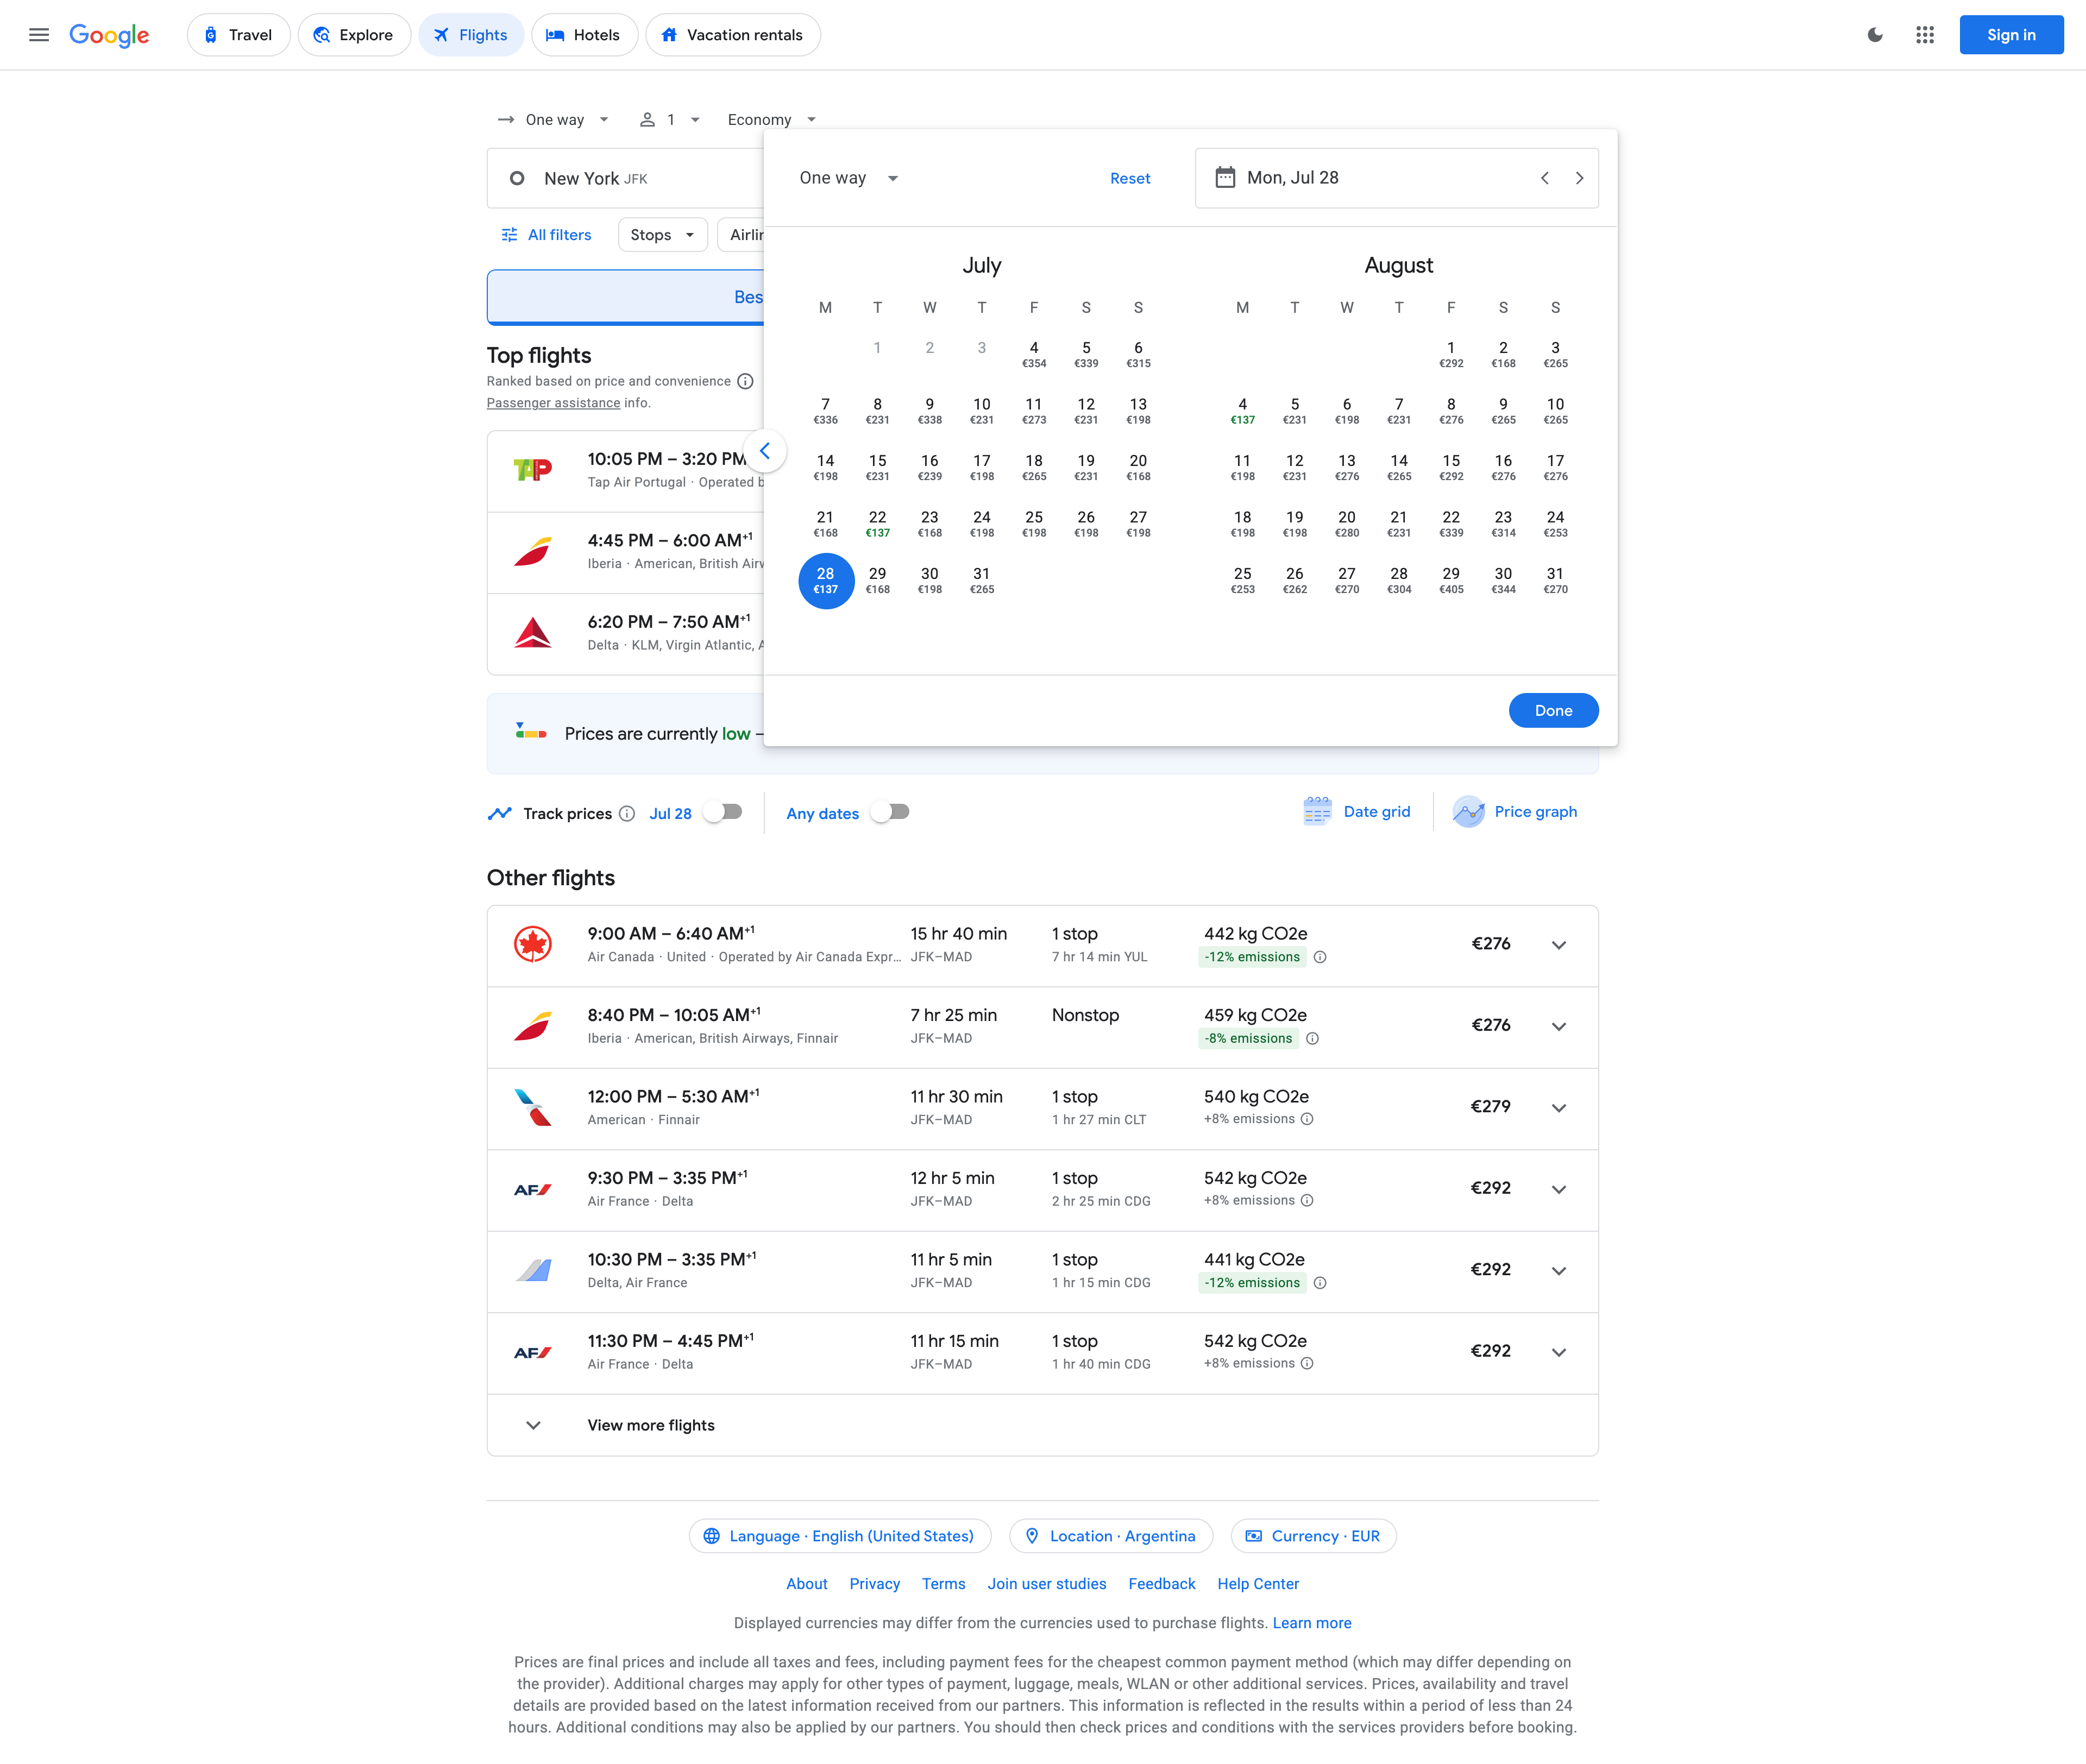 Google
Travel
Explore
Flights
Hotels
Vacation rentals
Sign in
One way
1
Economy
New York JFK
All filters
Stops
Airlin
Bes
Top flights
Ranked based on price and convenience
Passenger assistance info.
TAP
10:05 PM – 3:20 PM
Tap Air Portugal · Operated b
4:45 PM – 6:00 AM+1
Iberia · American, British Airw
6:20 PM – 7:50 AM+1
Delta · KLM, Virgin Atlantic, A
Prices are currently low –
One way
Reset
Mon, Jul 28
July
M T W T F S S
1 2 3 4 5 6
€354 €339 €315
7 8 9 10 11 12 13
€336 €231 €338 €231 €273 €231 €198
14 15 16 17 18 19 20
€198 €231 €239 €198 €265 €231 €168
21 22 23 24 25 26 27
€168 €137 €168 €198 €198 €198 €198
28 29 30 31
€137 €168 €198 €265
August
M T W T F S S
1 2 3
€292 €168 €265
4 5 6 7 8 9 10
€137 €231 €198 €231 €276 €265 €265
11 12 13 14 15 16 17
€198 €231 €276 €265 €292 €276 €276
18 19 20 21 22 23 24
€198 €198 €280 €231 €339 €314 €253
25 26 27 28 29 30 31
€253 €262 €270 €304 €405 €344 €270
Done
Track prices
Jul 28
Any dates
Date grid
Price graph
Other flights
9:00 AM – 6:40 AM+1 15 hr 40 min 1 stop 442 kg CO2e €276
Air Canada · United · Operated by Air Canada Expr... JFK–MAD 7 hr 14 min YUL -12% emissions
8:40 PM – 10:05 AM+1 7 hr 25 min Nonstop 459 kg CO2e €276
Iberia · American, British Airways, Finnair JFK–MAD -8% emissions
12:00 PM – 5:30 AM+1 11 hr 30 min 1 stop 540 kg CO2e €279
American · Finnair JFK–MAD 1 hr 27 min CLT +8% emissions
AF
9:30 PM – 3:35 PM+1 12 hr 5 min 1 stop 542 kg CO2e €292
Air France · Delta JFK–MAD 2 hr 25 min CDG +8% emissions
10:30 PM – 3:35 PM+1 11 hr 5 min 1 stop 441 kg CO2e €292
Delta, Air France JFK–MAD 1 hr 15 min CDG -12% emissions
AF
11:30 PM – 4:45 PM+1 11 hr 15 min 1 stop 542 kg CO2e €292
Air France · Delta JFK–MAD 1 hr 40 min CDG +8% emissions
View more flights
Language · English (United States)
Location · Argentina
Currency · EUR
About Privacy Terms Join user studies Feedback Help Center
Displayed currencies may differ from the currencies used to purchase flights. Learn more
Prices are final prices and include all taxes and fees, including payment fees for the cheapest common payment method (which may differ depending on
the provider). Additional charges may apply for other types of payment, luggage, meals, WLAN or other additional services. Prices, availability and travel
details are provided based on the latest information received from our partners. This information is reflected in the results within a period of less than 24
hours. Additional conditions may also be applied by our partners. You should then check prices and conditions with the services providers before booking.